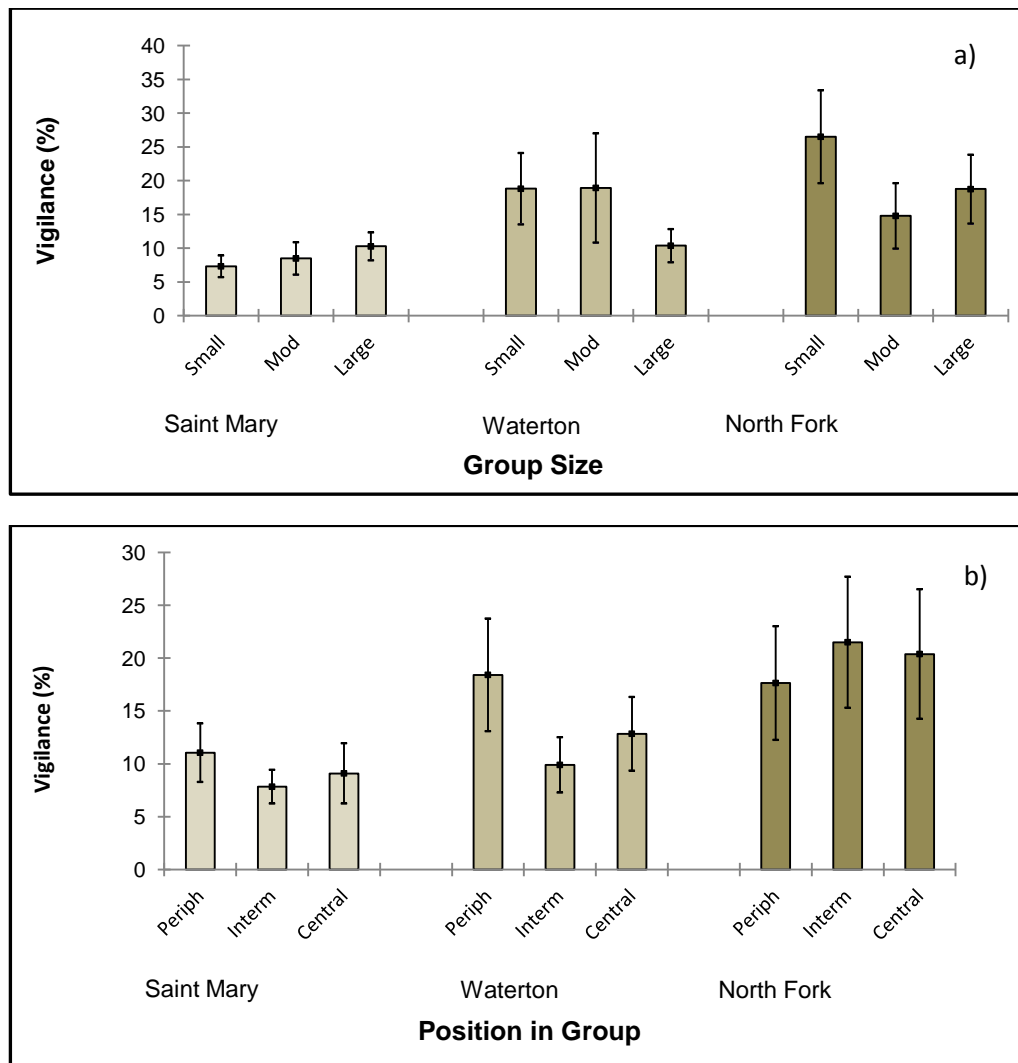 a)
Vigilance (%)
40
35
30
25
20
15
10
5
0
Small Mod Large Small Mod Large Small Mod Large
Saint Mary Waterton North Fork
Group Size
b)
Vigilance (%)
30
25
20
15
10
5
0
Periph Interm Central Periph Interm Central Periph Interm Central
Saint Mary Waterton North Fork
Position in Group